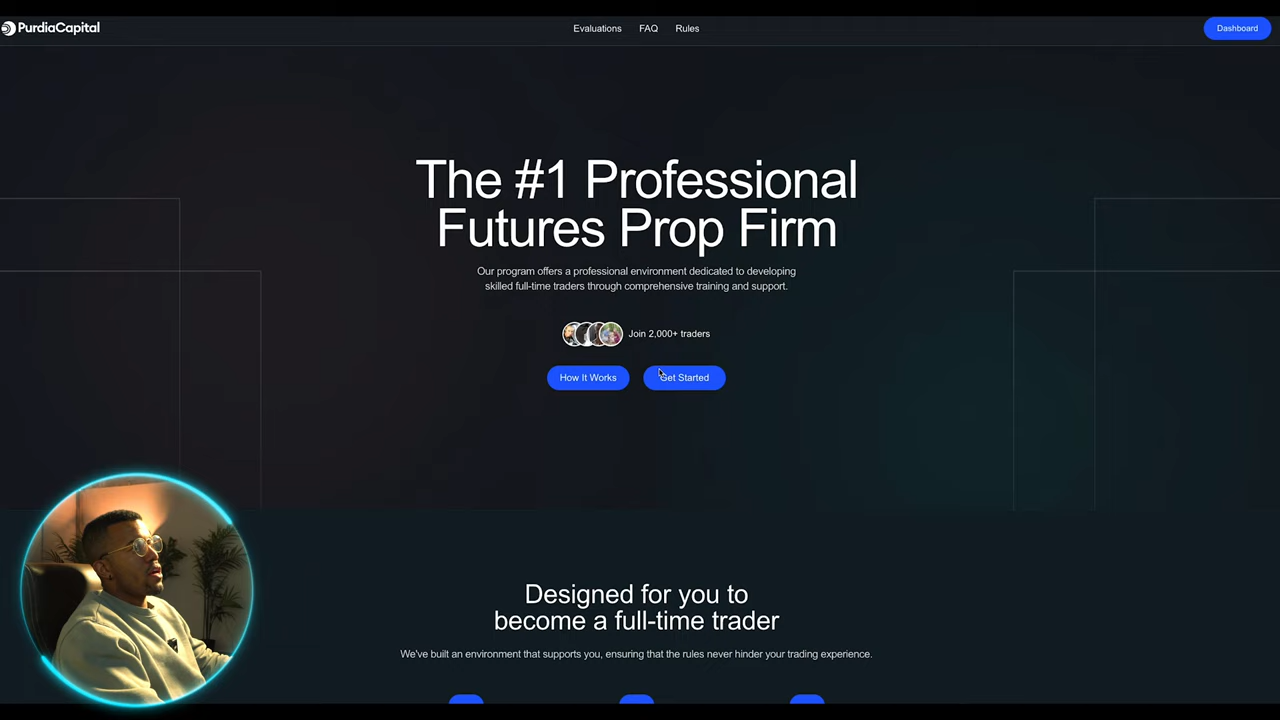 PurdiaCapital
Evaluations FAQ Rules
Dashboard
The #1 Professional
Futures Prop Firm
Our program offers a professional environment dedicated to developing
skilled full-time traders through comprehensive training and support.
Join 2,000+ traders
How It Works
Get Started
Designed for you to
become a full-time trader
We've built an environment that supports you, ensuring that the rules never hinder your trading experience.